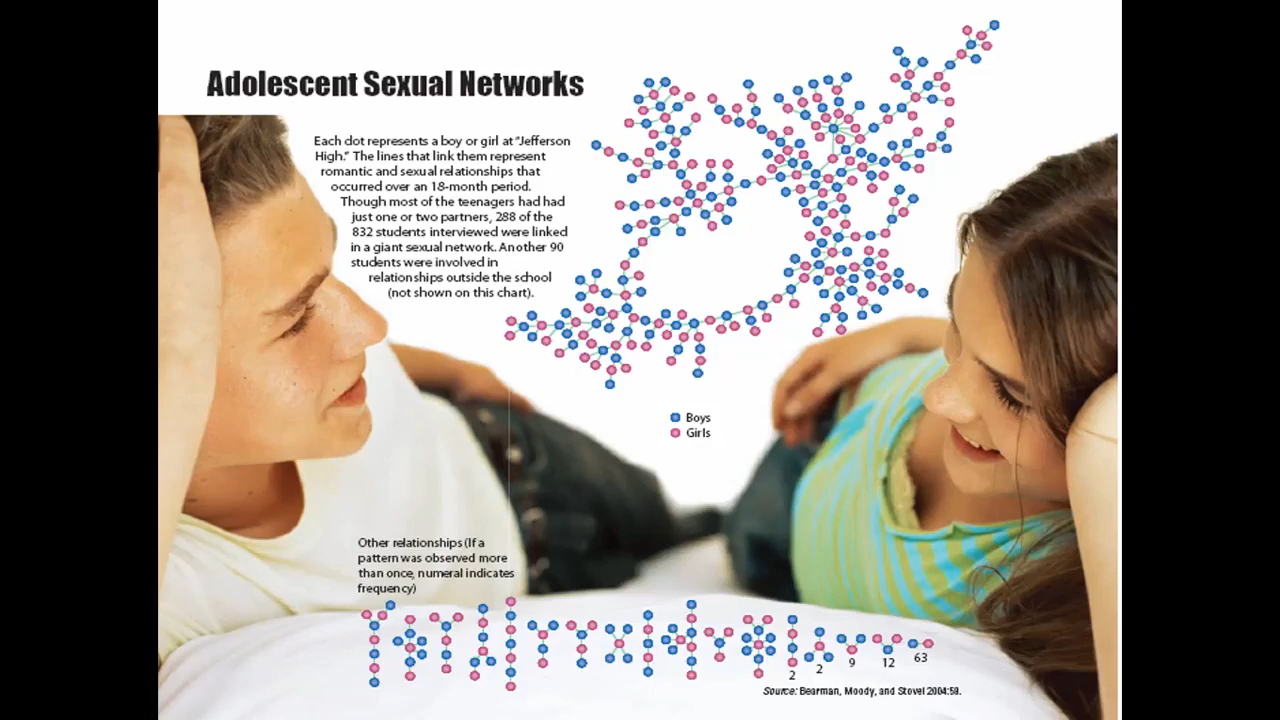 Adolescent Sexual Networks
Each dot represents a boy or girl at "Jefferson
High." The lines that link them represent
romantic and sexual relationships that
occurred over an 18-month period.
Though most of the teenagers had had
just one or two partners, 288 of the
832 students interviewed were linked
in a giant sexual network. Another 90
students were involved in
relationships outside the school
(not shown on this chart).
Boys
Girls
Other relationships (If a
pattern was observed more
than once, numeral indicates
frequency)
2
2
9
12
63
Source: Bearman, Moody, and Stovel 2004:58.